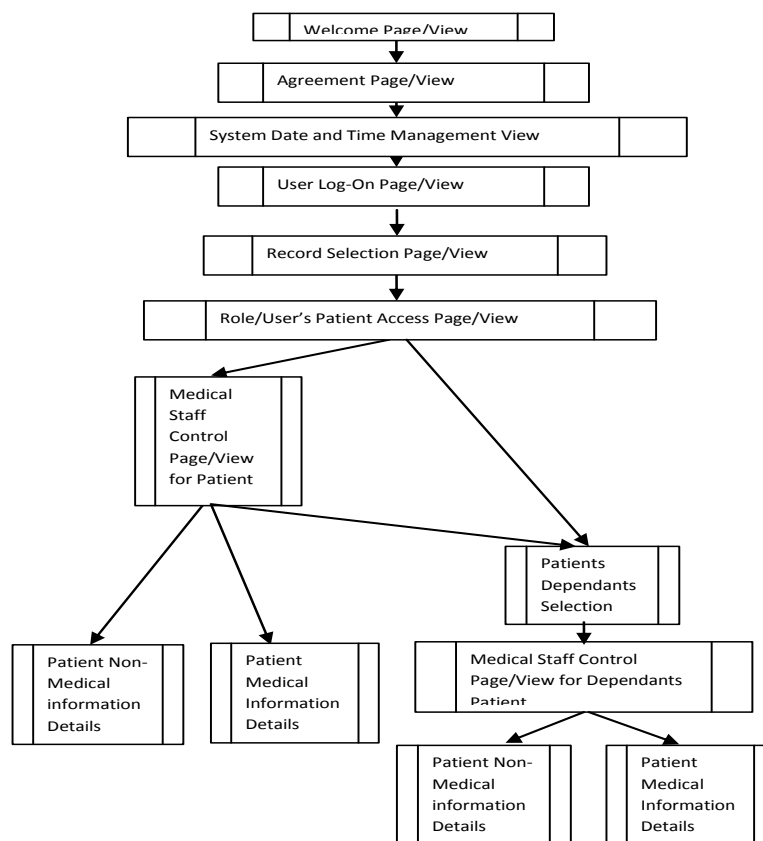 Welcome Page/View
Agreement Page/View
System Date and Time Management View
User Log-On Page/View
Record Selection Page/View
Role/User's Patient Access Page/View
Medical
Staff
Control
Page/View
for Patient
Patients
Dependants
Selection
Patient Non-
Medical
information
Details
Patient
Medical
Information
Details
Medical Staff Control
Page/View for Dependants
Patient
Patient Non-
Medical
information
Details
Patient
Medical
Information
Details